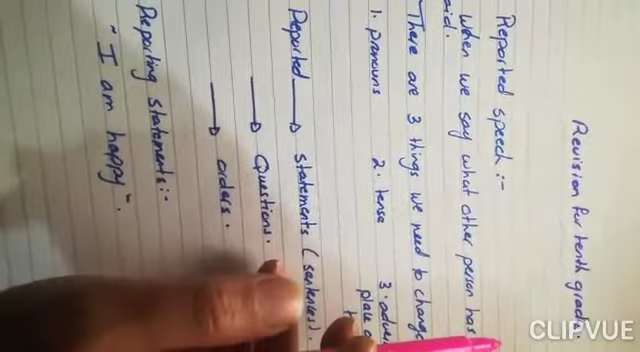 Revision for tenth grade.
Reported speech :-
When we say what other person has
said.
There are 3 things we need to change
1. pronouns 2. tense 3. adver
place
Reported → Statements (sentences).
→ Questions.
→ orders.
Reporting statements:-
" I am happy".
CLIPVUE